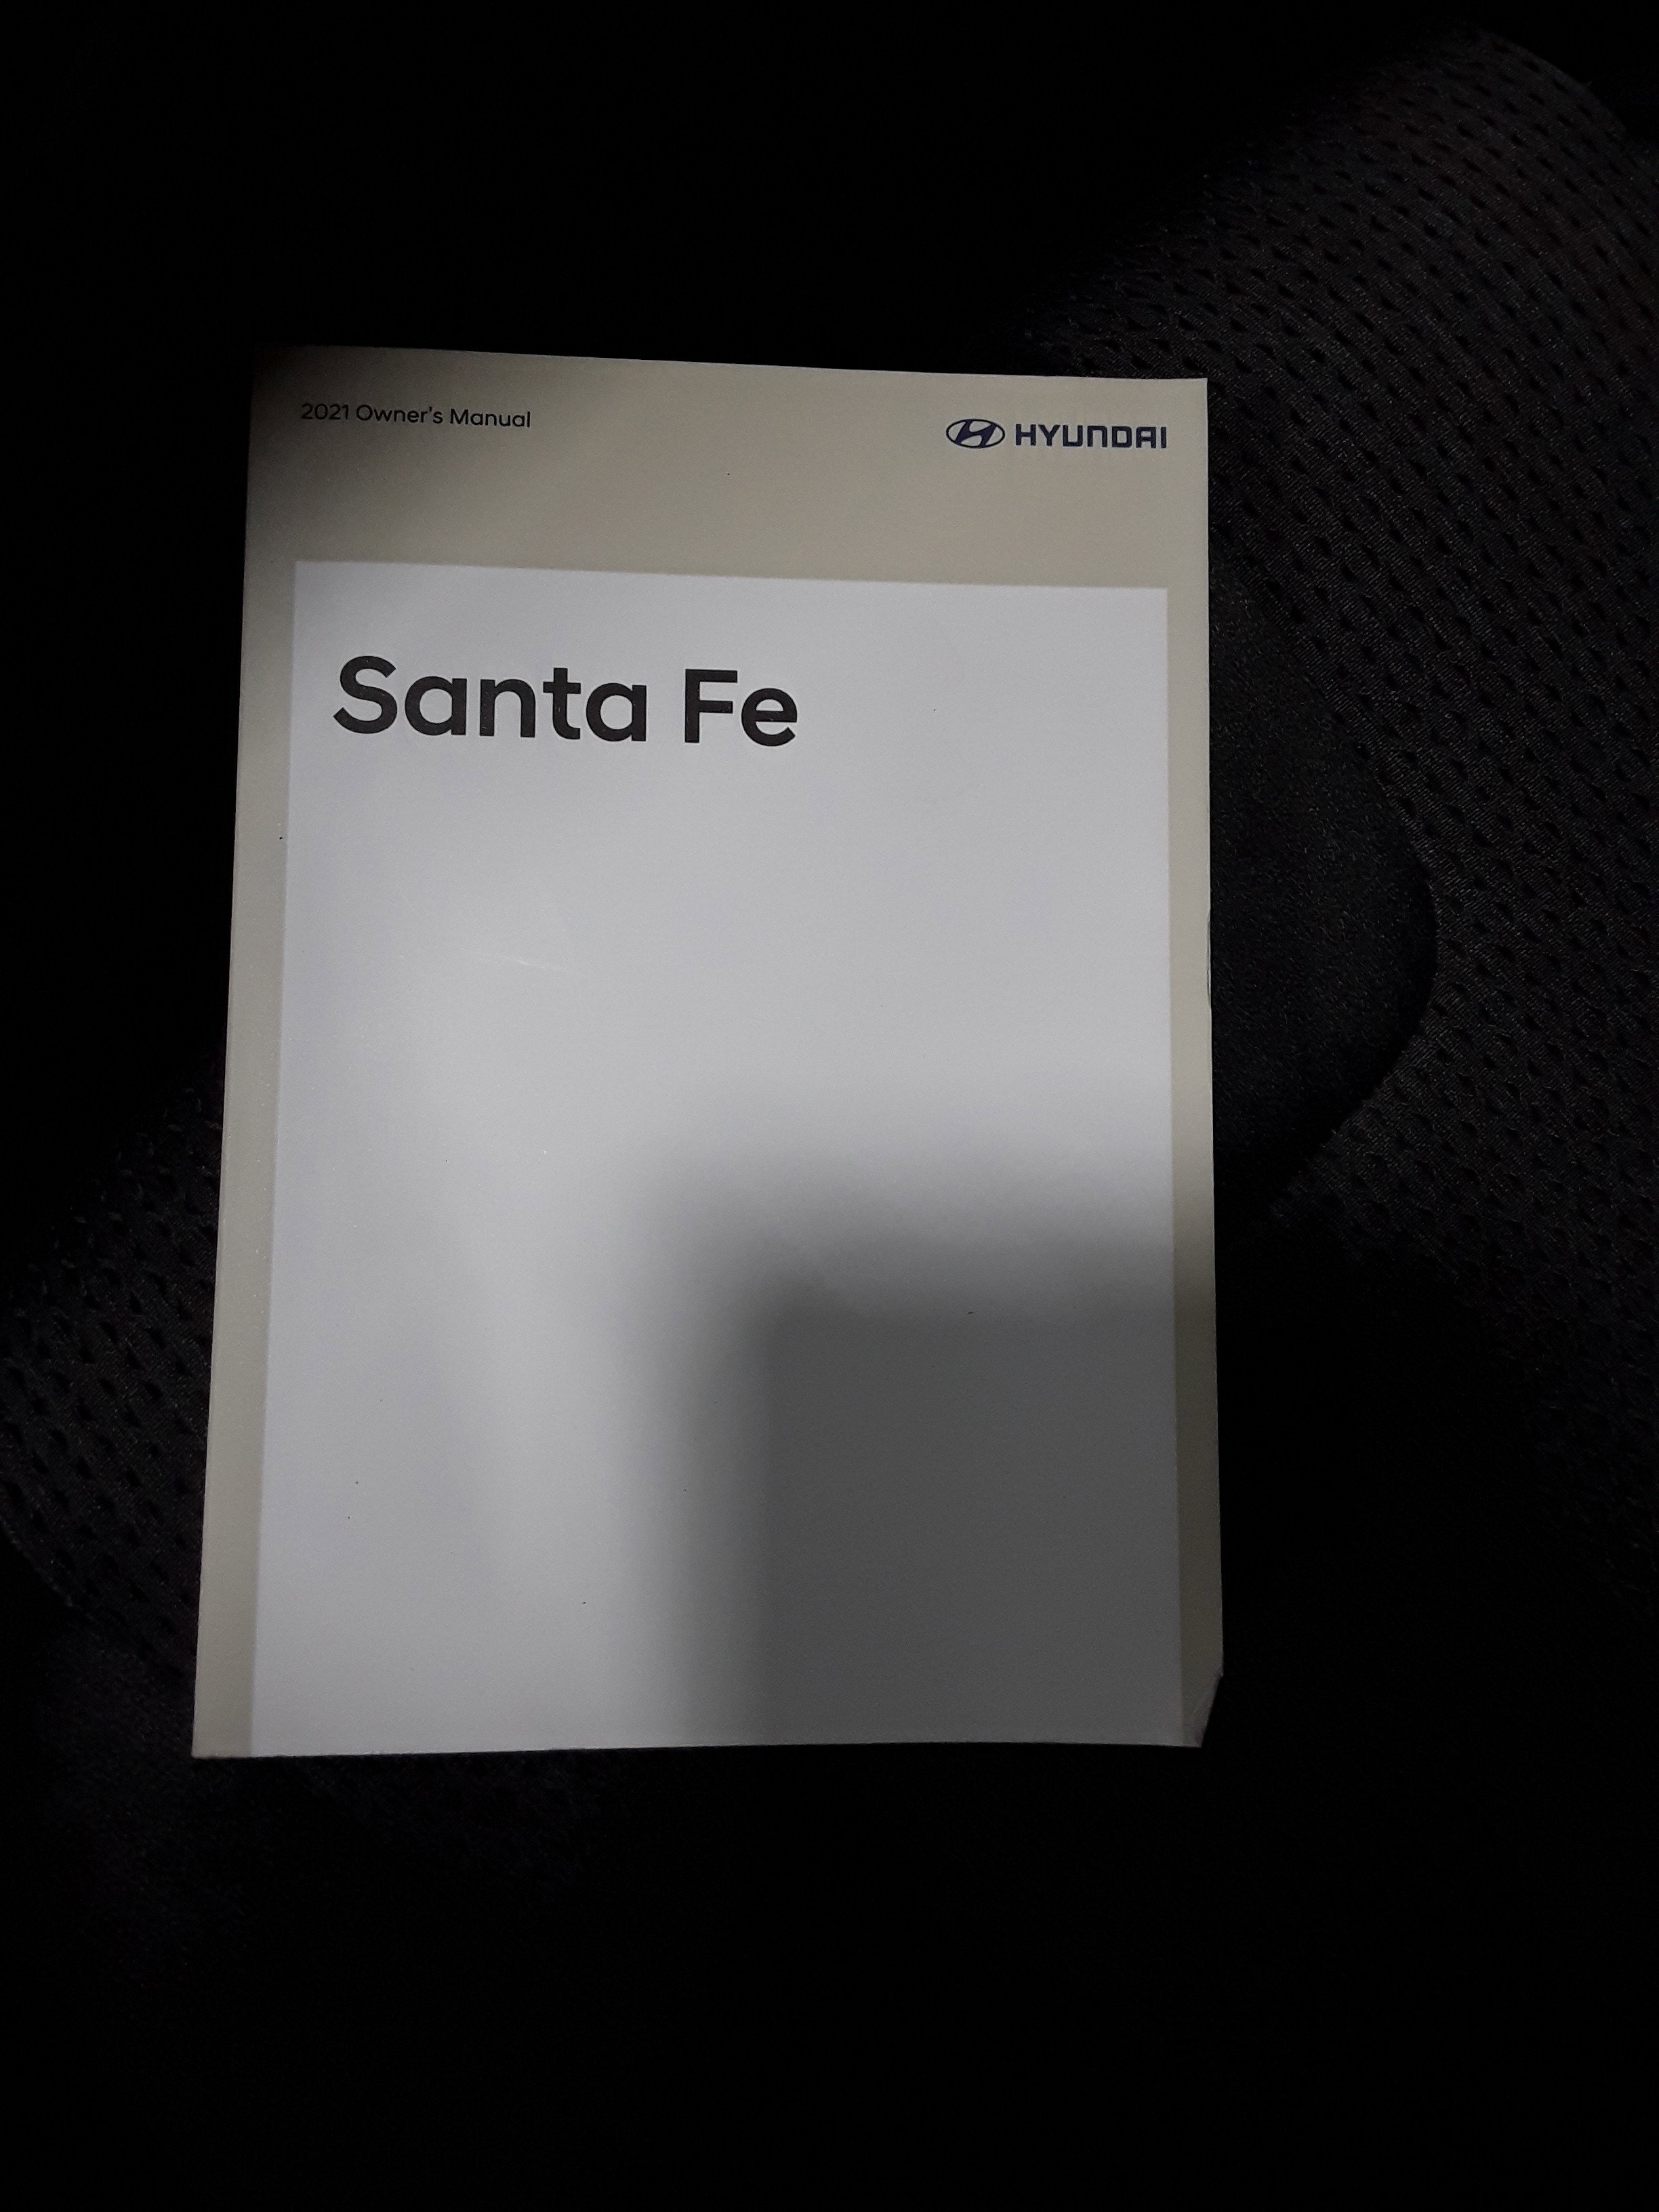 2021 Owner's Manual
HYUNDAI
Santa Fe